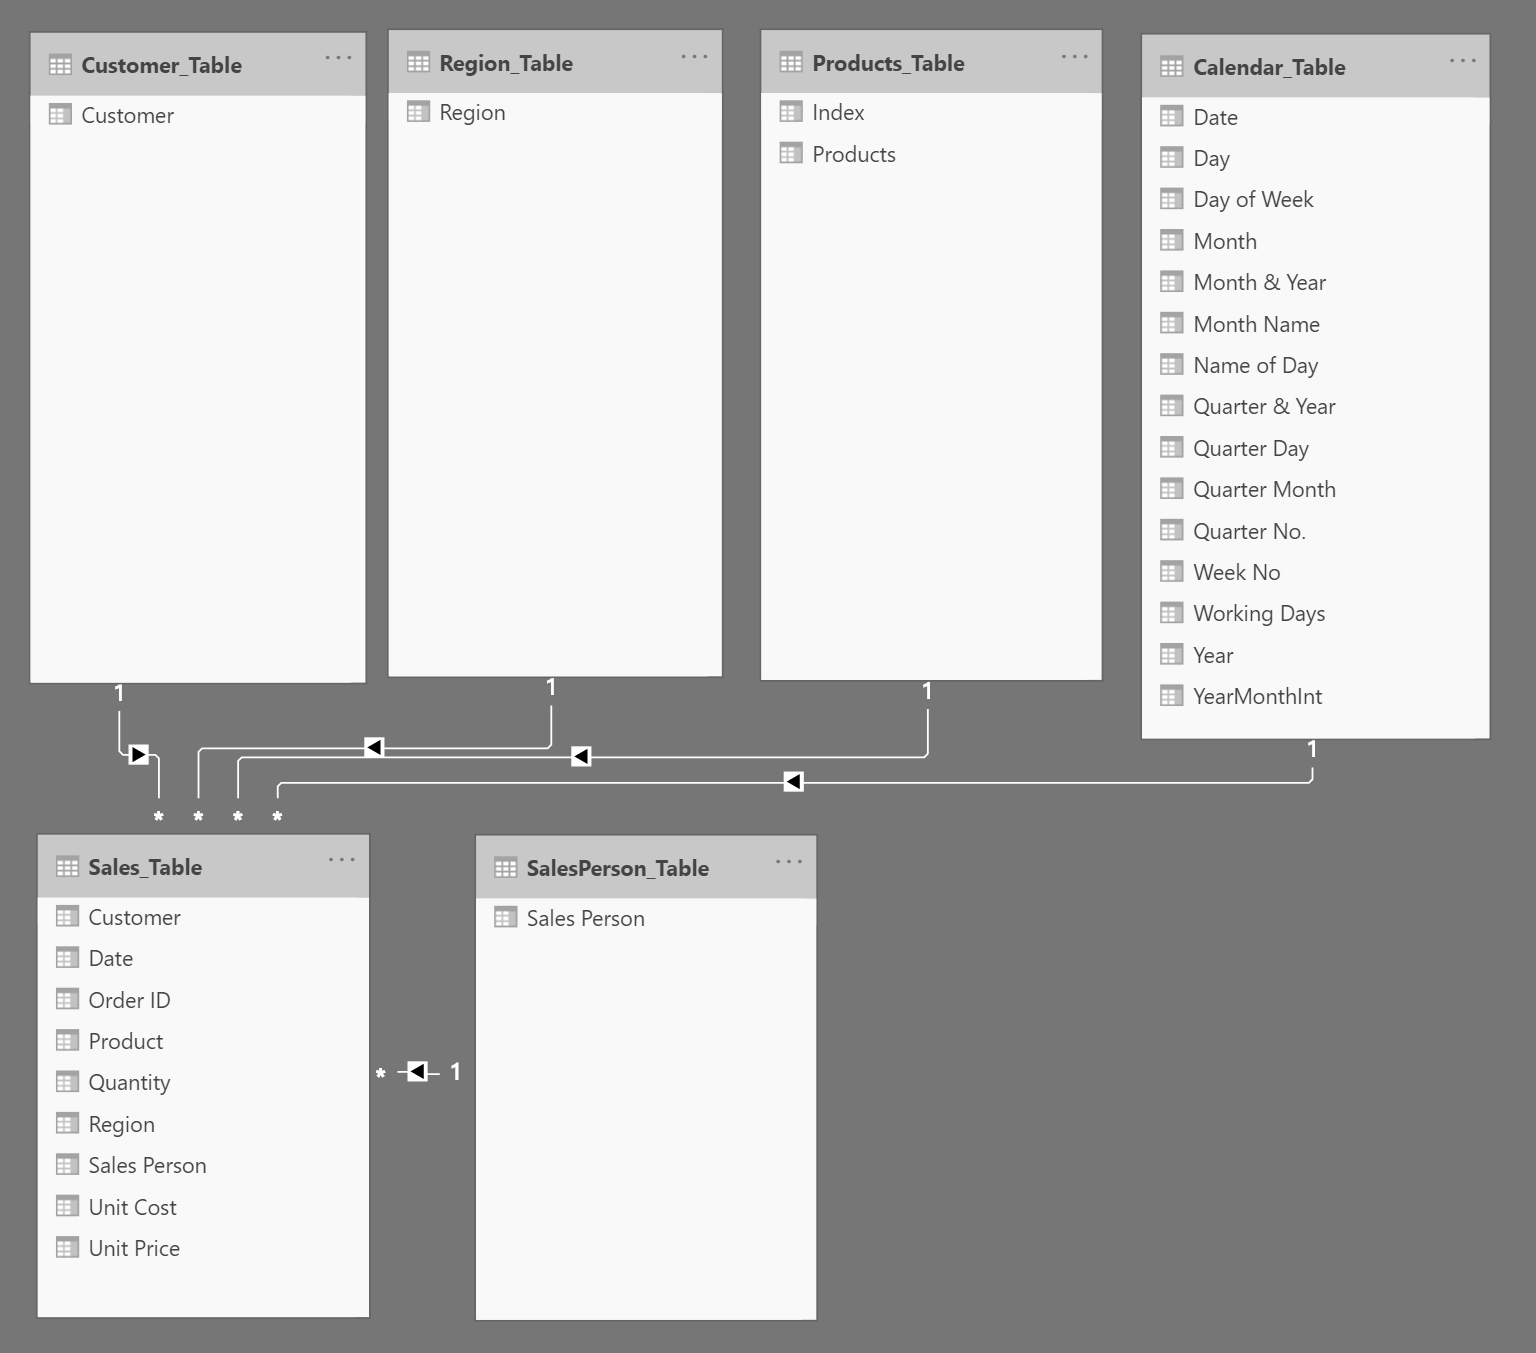 Customer_Table ...
Customer
Region_Table ...
Region
Products_Table ...
Index
Products
Calendar_Table ...
Date
Day
Day of Week
Month
Month & Year
Month Name
Name of Day
Quarter & Year
Quarter Day
Quarter Month
Quarter No.
Week No
Working Days
Year
YearMonthInt
1
1
1
1
* * * *
Sales_Table ...
Customer
Date
Order ID
Product
Quantity
Region
Sales Person
Unit Cost
Unit Price
* 1
SalesPerson_Table ...
Sales Person